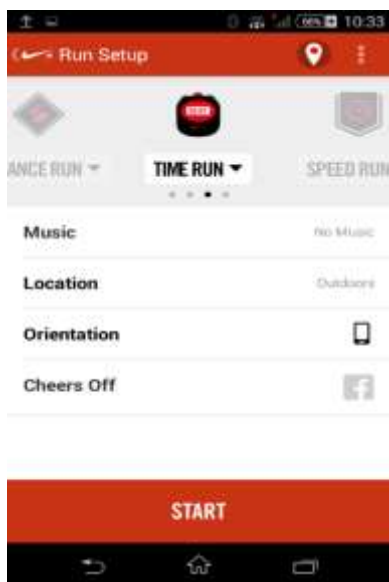 66% 10:33
Run Setup
ANCE RUN TIME RUN SPEED RUN
Music No Music
Location Outdoors
Orientation
Cheers Off
START